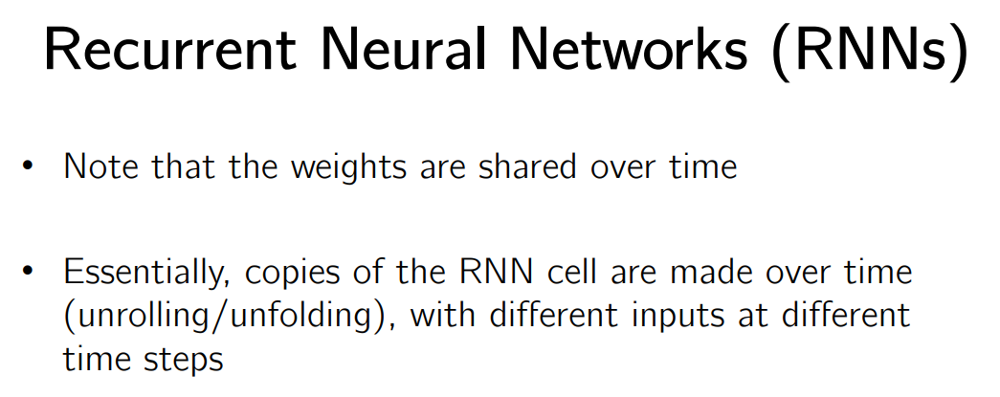 Recurrent Neural Networks (RNNs)
• Note that the weights are shared over time
• Essentially, copies of the RNN cell are made over time
(unrolling/unfolding), with different inputs at different
time steps